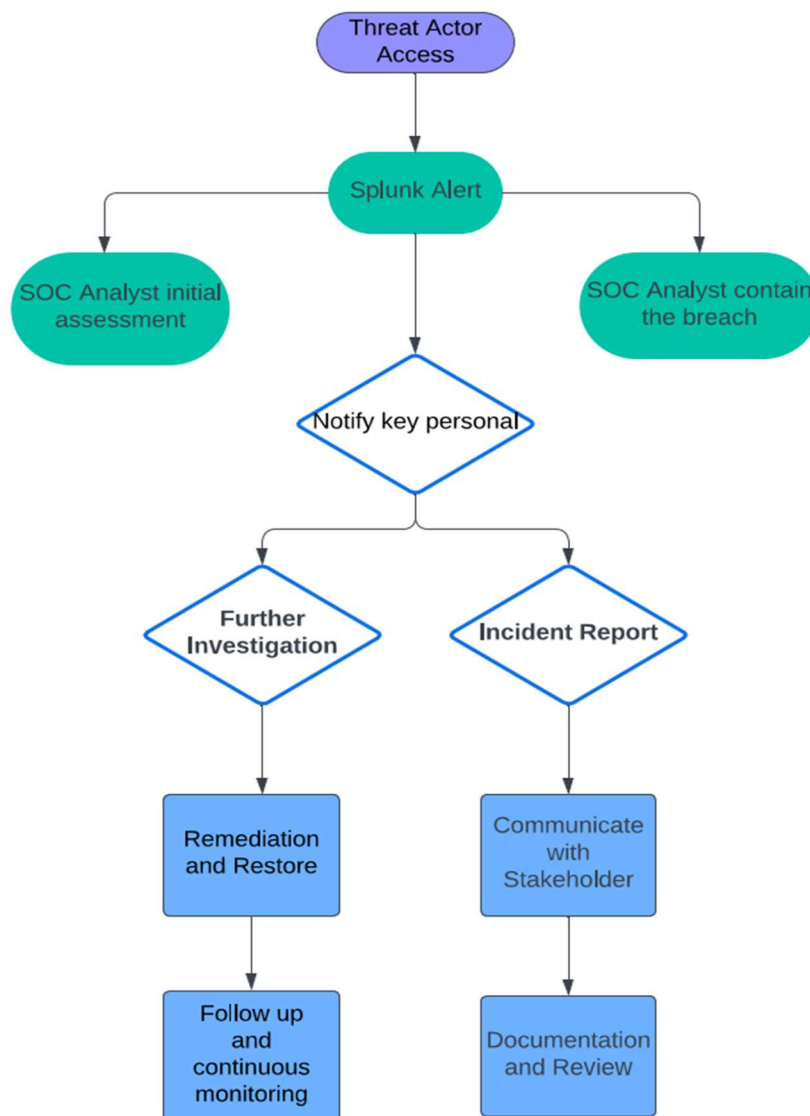 Threat Actor
Access
Splunk Alert
SOC Analyst initial
assessment
SOC Analyst contain
the breach
Notify key personal
Further
Investigation
Incident Report
Remediation
and Restore
Communicate
with
Stakeholder
Follow up
and
continuous
monitoring
Documentation
and Review